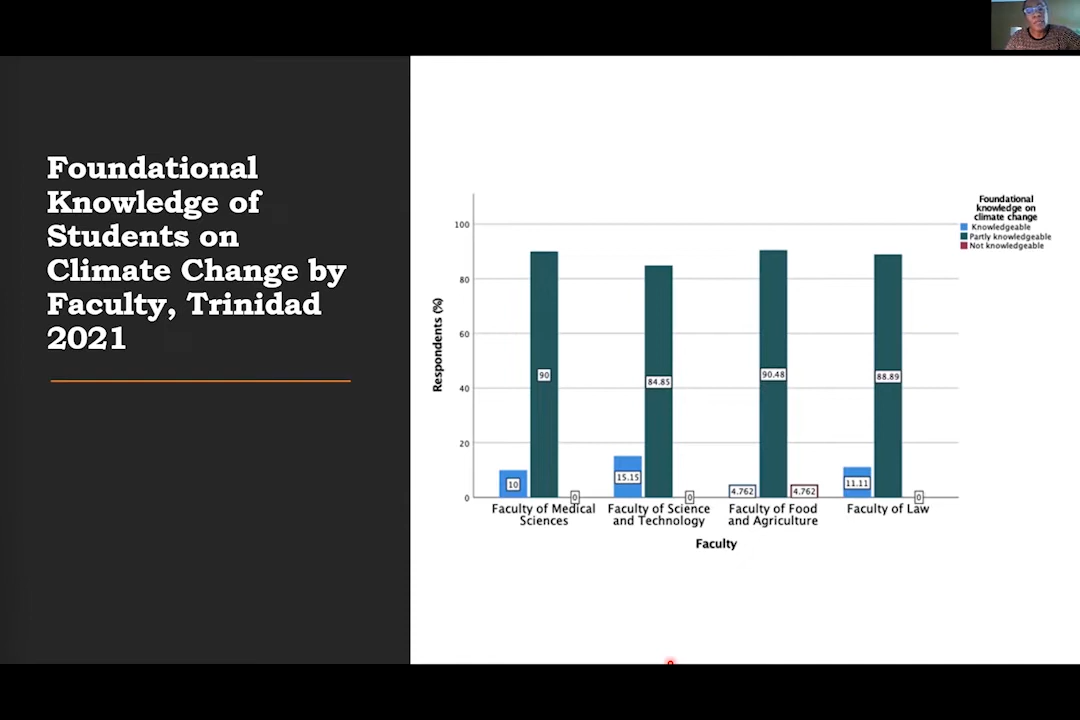 Foundational
Knowledge of
Students on
Climate Change by
Faculty, Trinidad
2021
Foundational
knowledge on
climate change
Knowledgeable
Partly knowledgeable
Not knowledgeable
Respondents (%)
100
80
60
40
20
0
10
90
0
15.15
84.85
0
4.762
90.48
4.762
11.11
88.89
0
Faculty of Medical
Sciences
Faculty of Science
and Technology
Faculty of Food
and Agriculture
Faculty of Law
Faculty